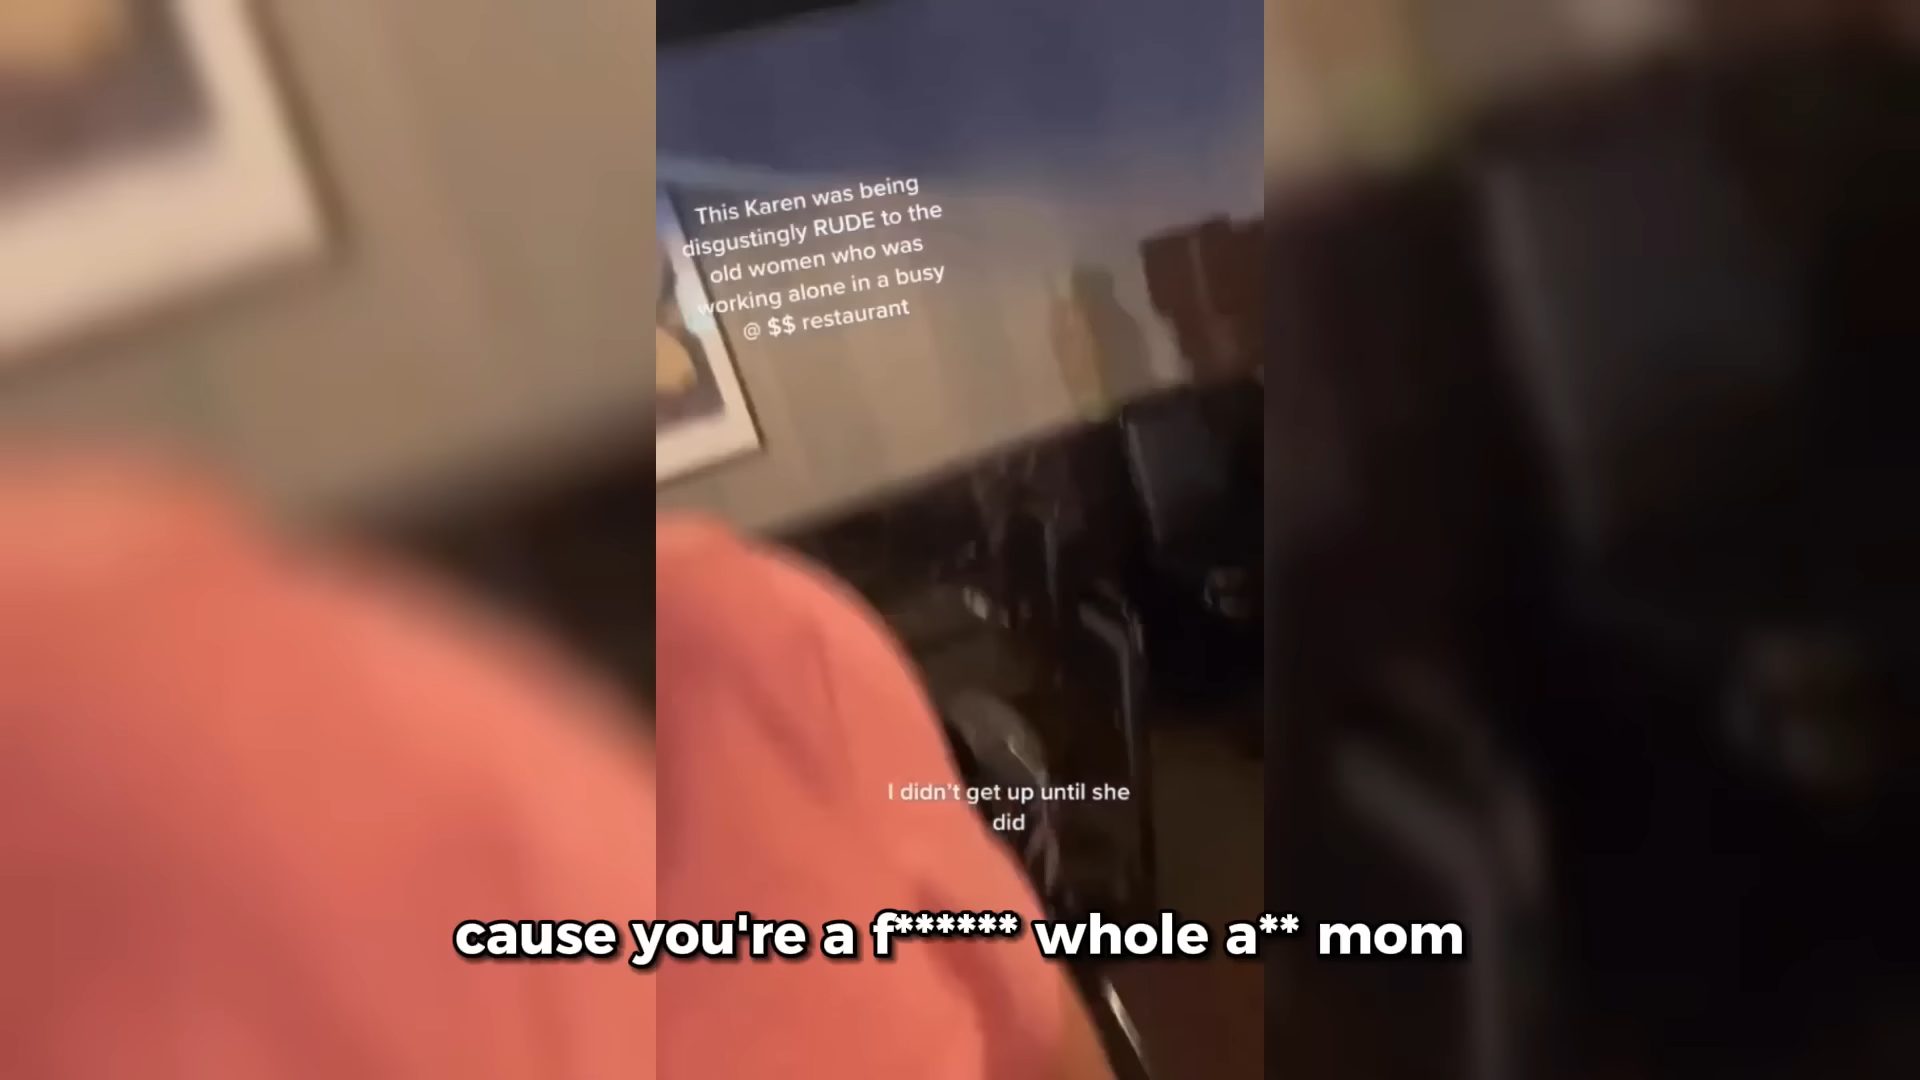 This Karen was being
disgustingly RUDE to the
old women who was
working alone in a busy
@ $$ restaurant
I didn't get up until she
did
cause you're a f****** whole a** mom